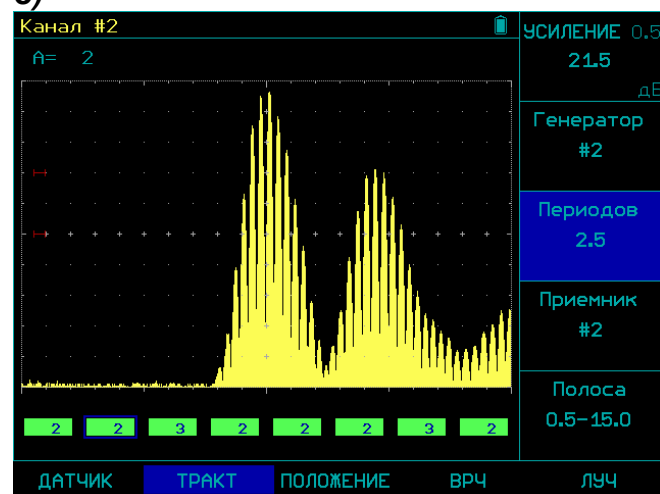 Канал #2
УСИЛЕНИЕ 0.5
21.5
дБ
A= 2
Генератор
#2
Периодов
2.5
Приемник
#2
Полоса
0.5-15.0
2 2 3 2 2 2 3 2
ДАТЧИК ТРАКТ ПОЛОЖЕНИЕ ВРЧ ЛУЧ